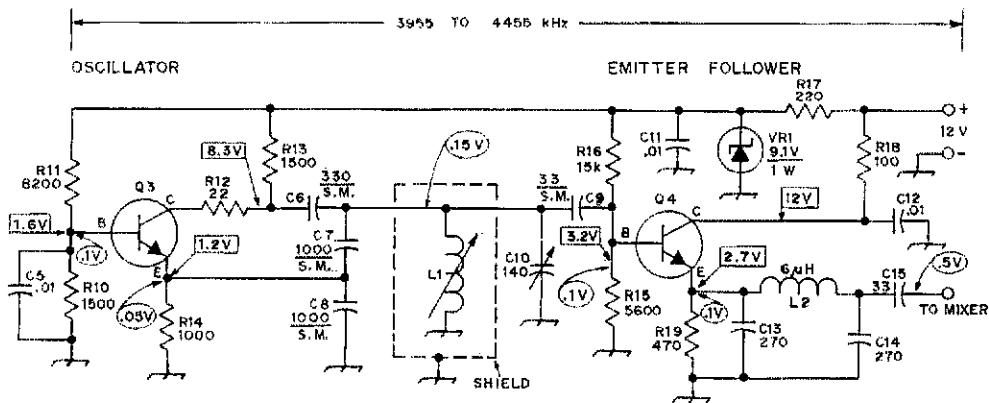 3955 TO 4455 kHz
OSCILLATOR
EMITTER FOLLOWER
R17
220
+
12 V
-
R11
8200
R13
1500
8.3V
R12
22
Q3
C
B
E
1.6V
.1V
1.2V
.05V
C5
.01
R10
1500
R14
1000
C6
330
S.M.
C7
1000
S.M.
C8
1000
S.M.
.15 V
L1
C10
140
SHIELD
33
S.M.
C9
R16
15k
C11
.01
VR1
9.1V
1 W
R18
100
Q4
C
B
E
3.2V
.1V
R15
5600
12V
C12
.01
2.7V
.1V
6µH
L2
R19
470
C13
270
C14
270
C15
33
.5V
TO MIXER